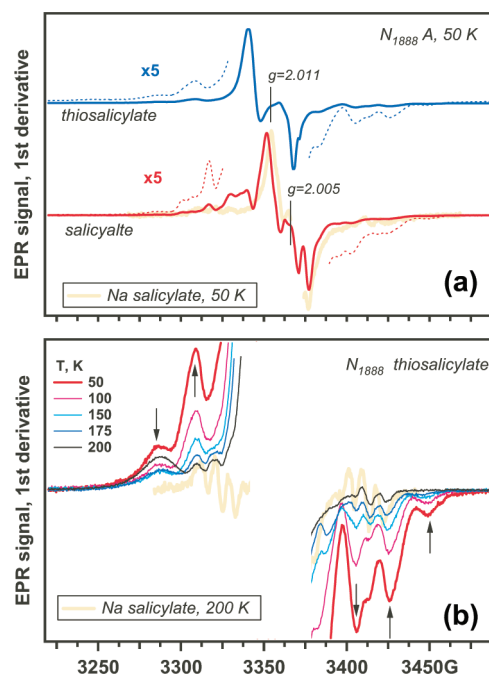 N1888 A, 50 K
x5
g=2.011
thiosalicylate
x5
g=2.005
salicyalte
(a)
Na salicylate, 50 K
EPR signal, 1st derivative
T, K
50
100
150
175
200
N1888 thiosalicylate
Na salicylate, 200 K
(b)
EPR signal, 1st derivative
3250 3300 3350 3400 3450G